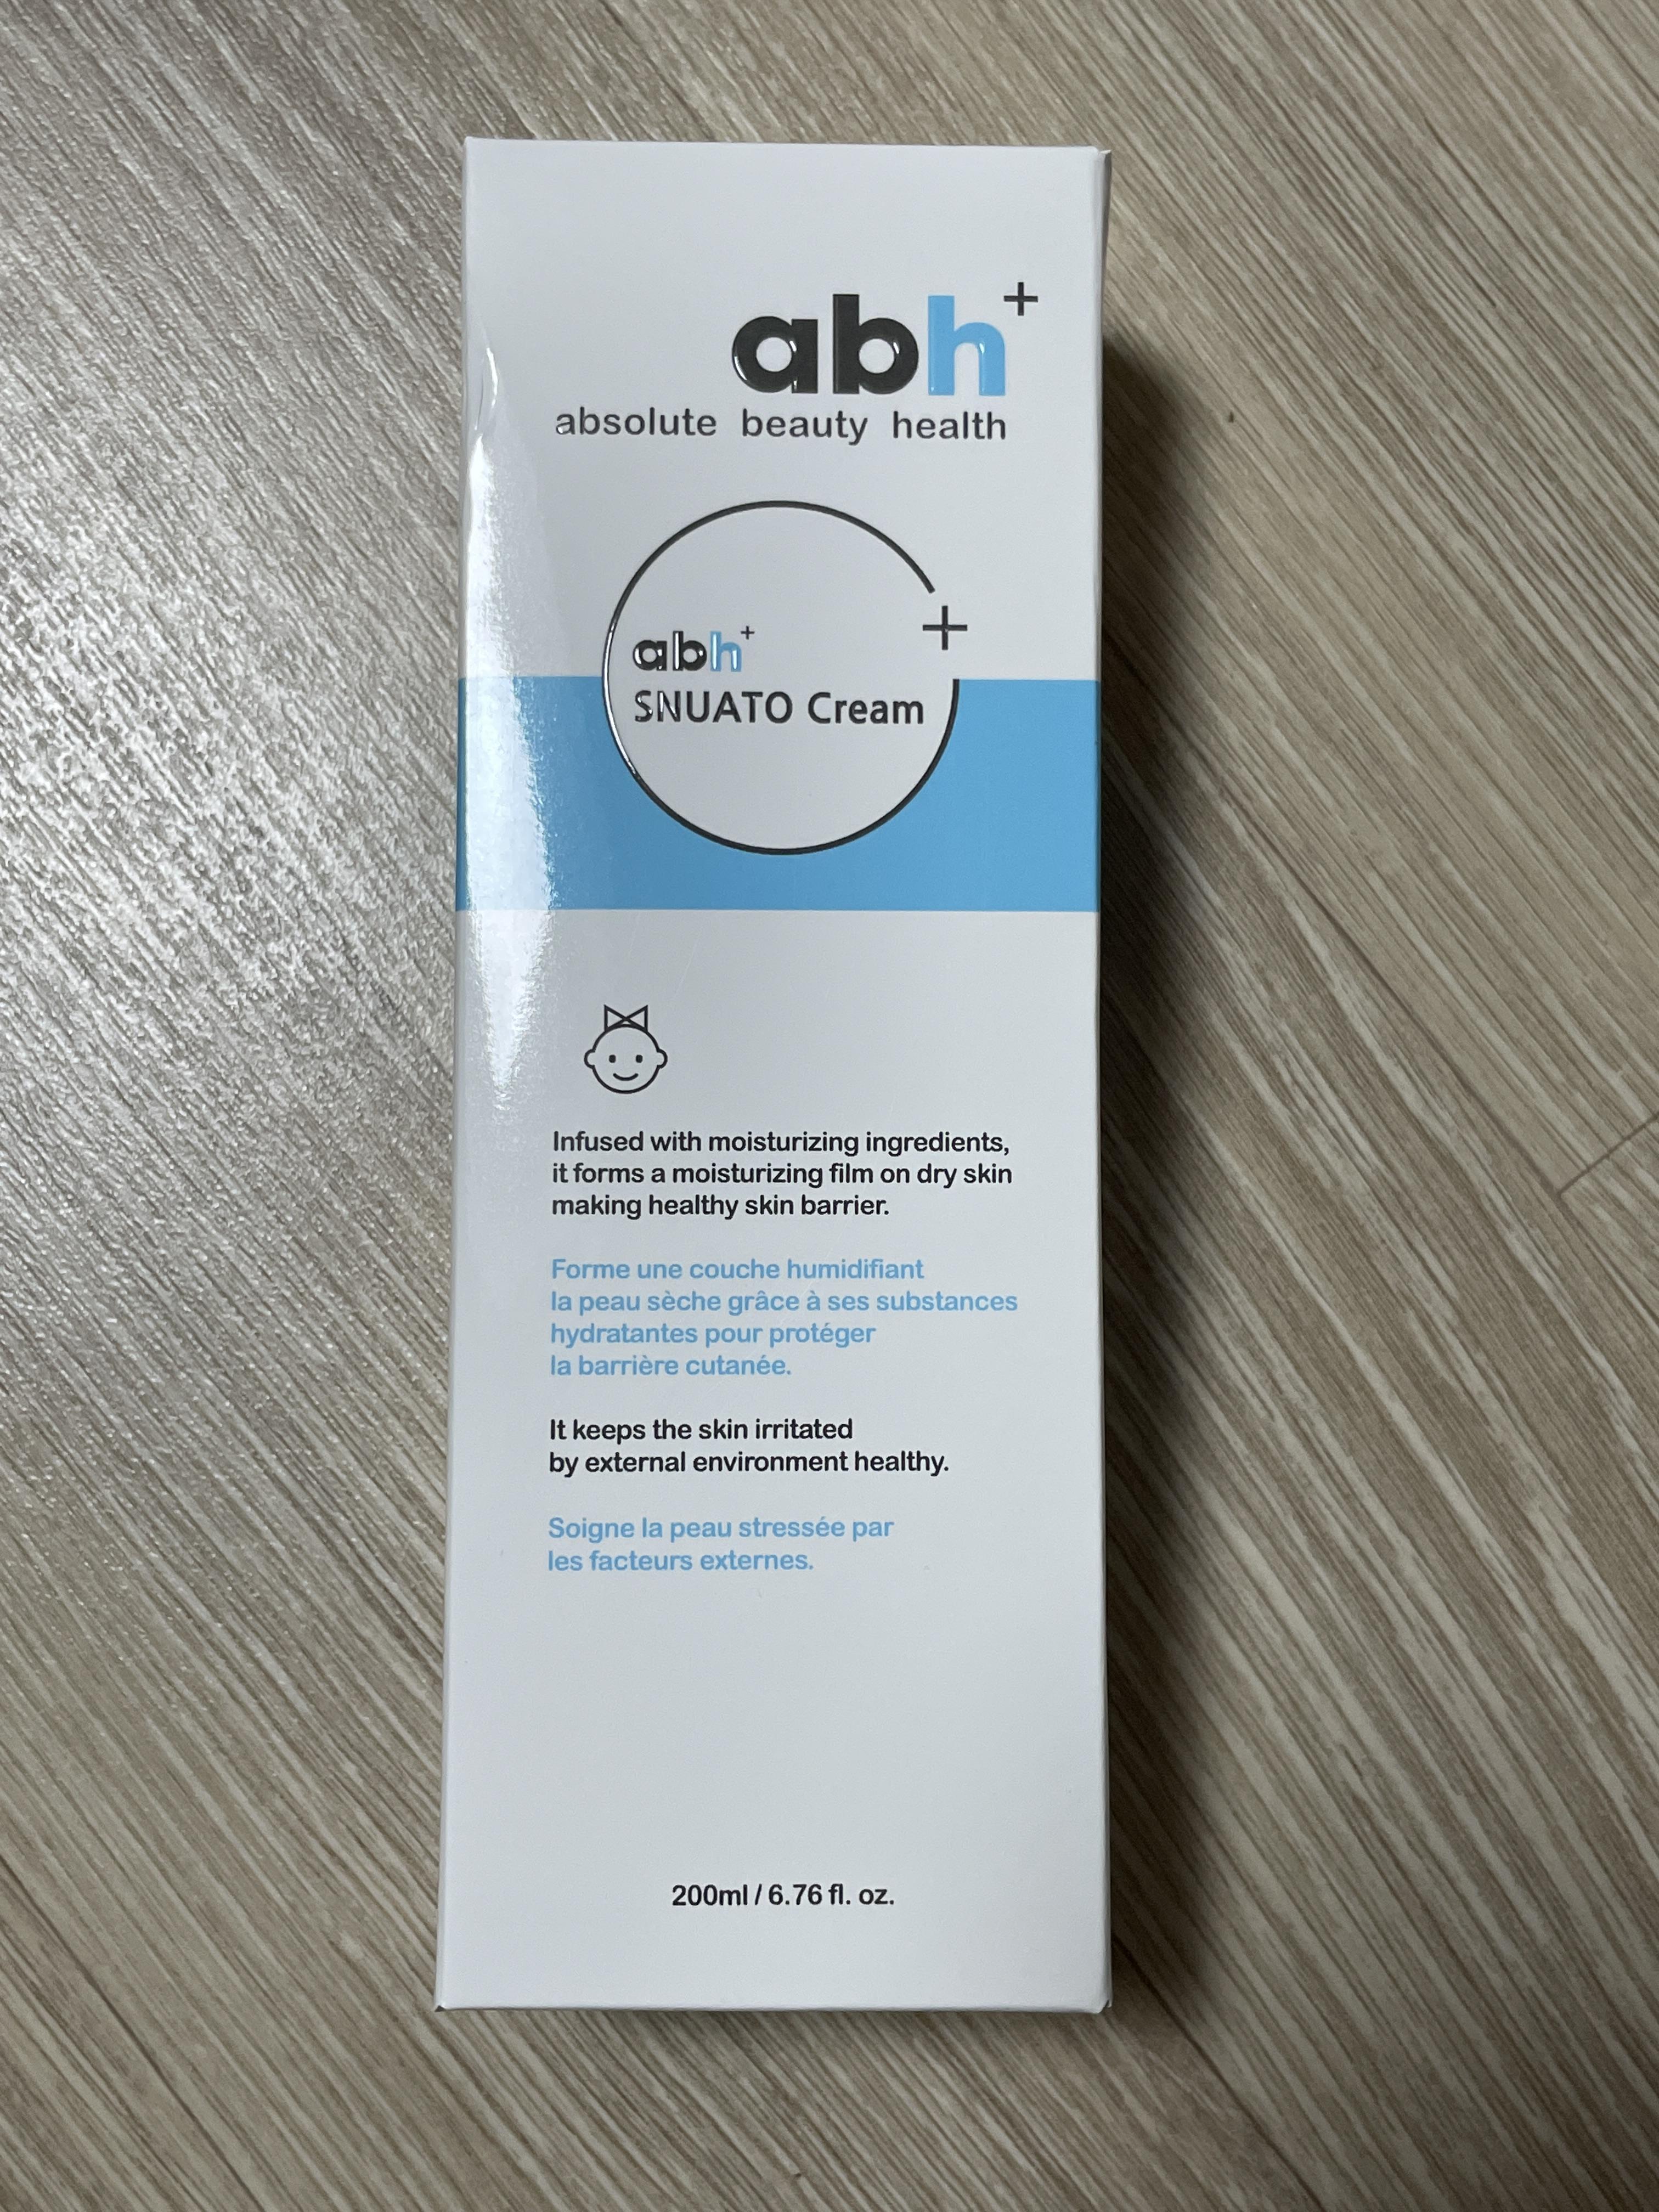 abh+
absolute beauty health
+
abh+
SNUATO Cream
Infused with moisturizing ingredients,
it forms a moisturizing film on dry skin
making healthy skin barrier.
Forme une couche humidifiant
la peau sèche grâce à ses substances
hydratantes pour protéger
la barrière cutanée.
It keeps the skin irritated
by external environment healthy.
Soigne la peau stressée par
les facteurs externes.
200ml / 6.76 fl. oz.